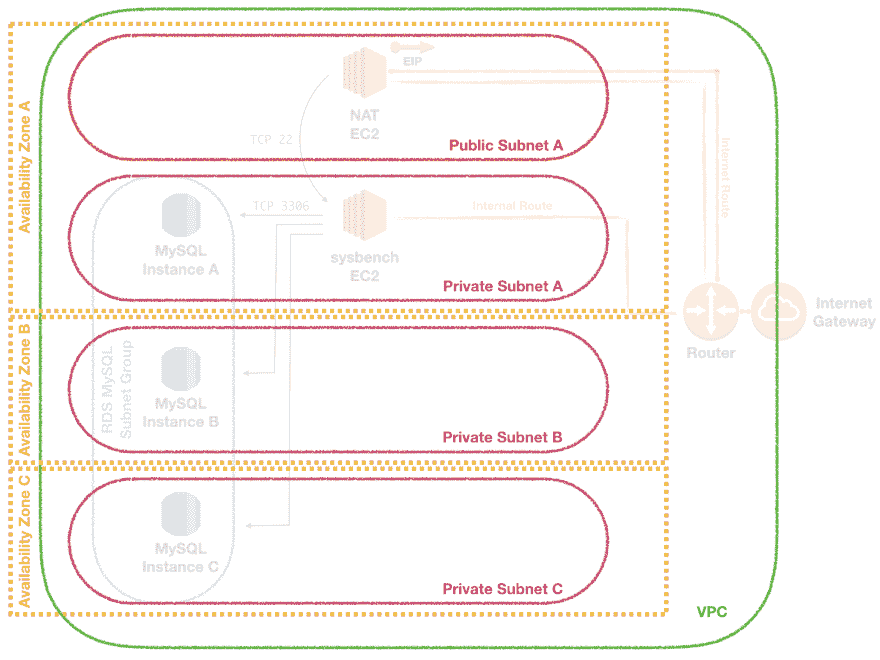 Availability Zone A
EIP
NAT
EC2
TCP 22
Public Subnet A
Internet Route
TCP 3306
Internal Route
MySQL
Instance A
sysbench
EC2
Private Subnet A
Internet
Gateway
Router
Availability Zone B
RDS MySQL
Subnet Group
MySQL
Instance B
Private Subnet B
Availability Zone C
MySQL
Instance C
Private Subnet C
VPC